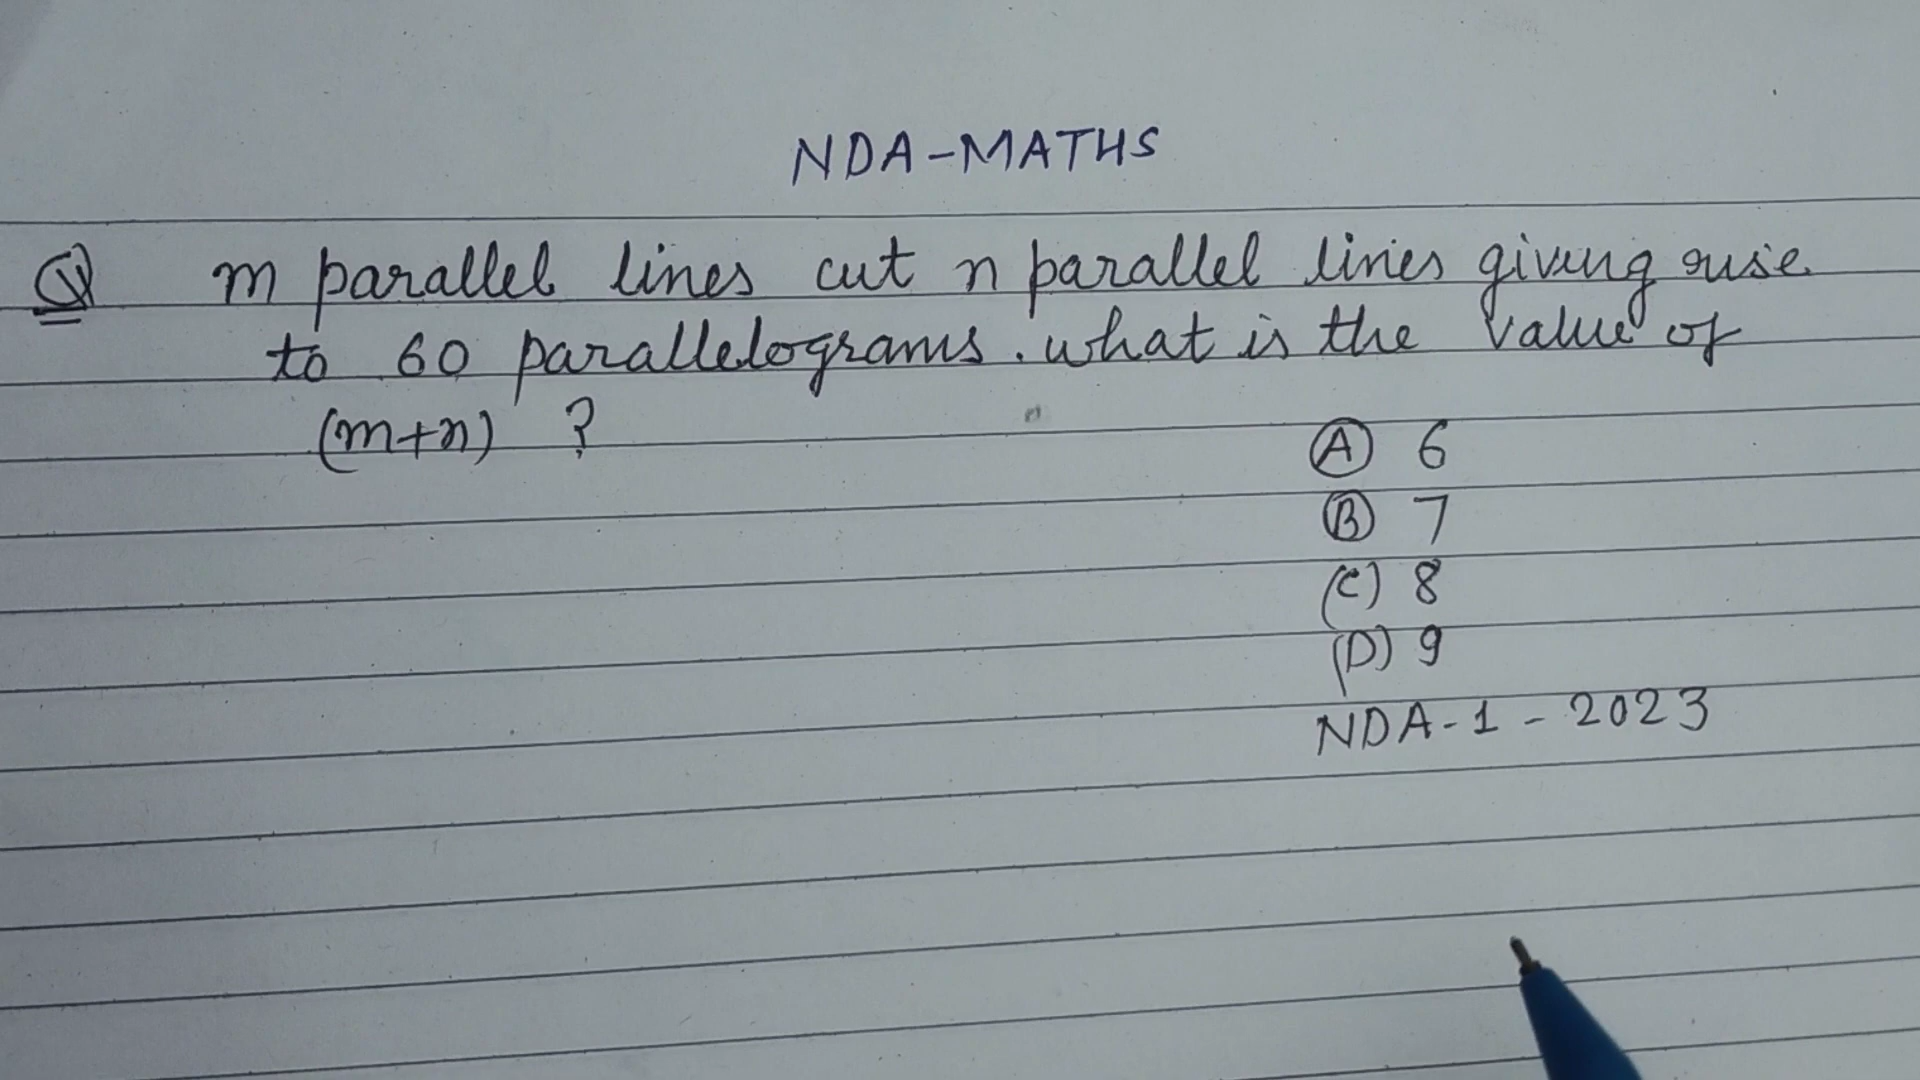 NDA-MATHS
Q m parallel lines cut n parallel lines giving rise
to 60 parallelograms. what is the value of
(m+n) ?
(A) 6
(B) 7
(C) 8
(D) 9
NDA-1-2023